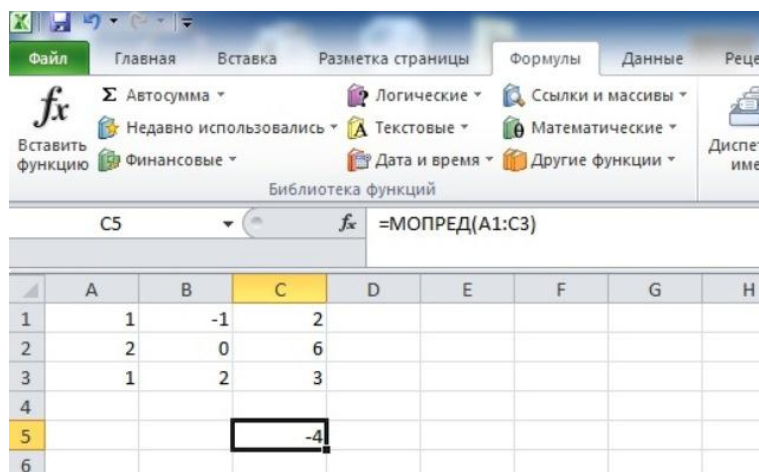 Файл Главная Вставка Разметка страницы Формулы Данные
fx Σ Автосумма Логические Ссылки и массивы
Вставить функцию Недавно использовались Текстовые Математические
Финансовые Дата и время Другие функции
Библиотека функций
C5 fx =МОПРЕД(A1:C3)
A B C D E F G H
1 1 -1 2
2 2 0 6
3 1 2 3
4
5 -4
6